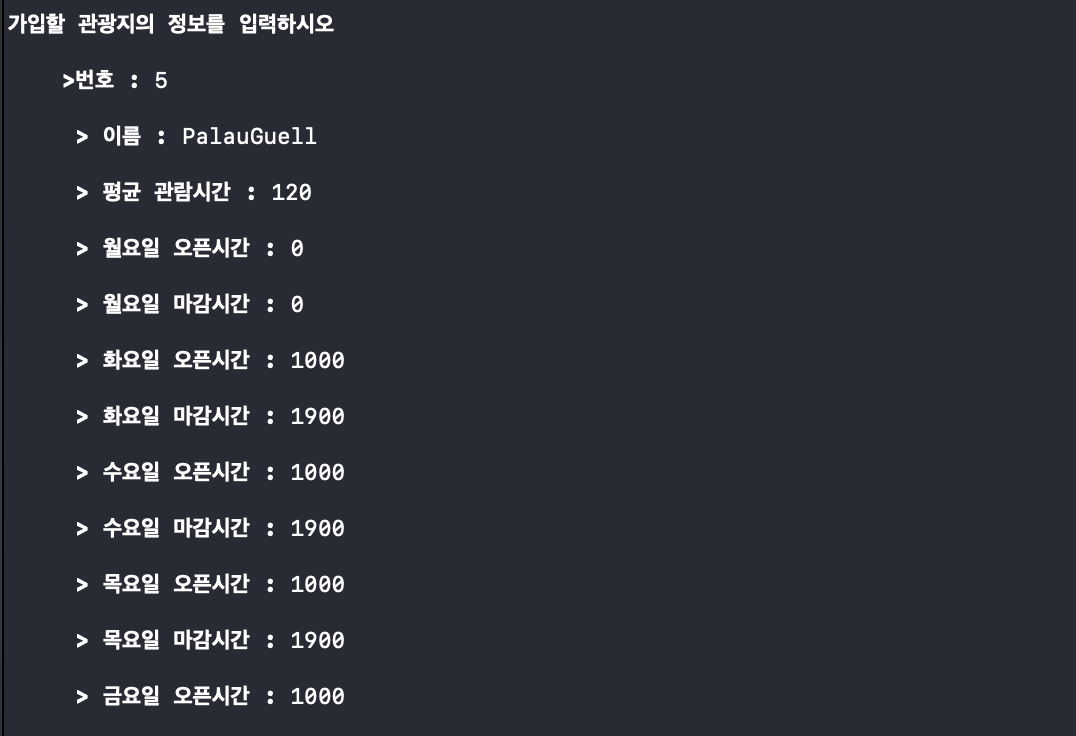 가입할 관광지의 정보를 입력하시오
>번호 : 5
> 이름 : PalauGuell
> 평균 관람시간 : 120
> 월요일 오픈시간 : 0
> 월요일 마감시간 : 0
> 화요일 오픈시간 : 1000
> 화요일 마감시간 : 1900
> 수요일 오픈시간 : 1000
> 수요일 마감시간 : 1900
> 목요일 오픈시간 : 1000
> 목요일 마감시간 : 1900
> 금요일 오픈시간 : 1000